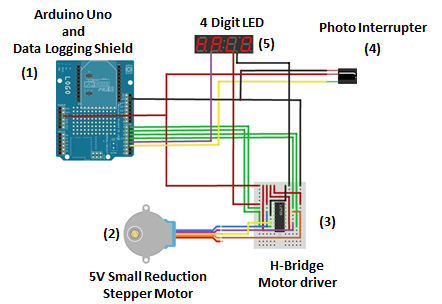 Arduino Uno
and
Data Logging Shield
(1)
4 Digit LED
(5)
Photo Interrupter
(4)
(2)
5V Small Reduction
Stepper Motor
(3)
H-Bridge
Motor driver